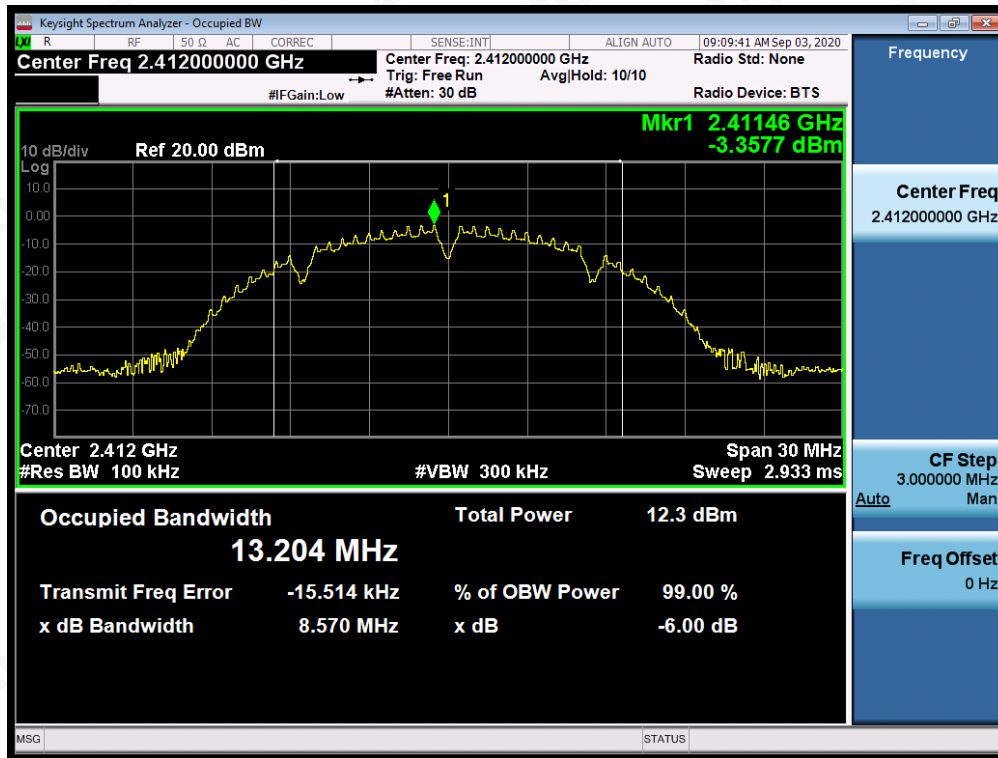 Keysight Spectrum Analyzer - Occupied BW
LXI R RF 50 Ω AC CORREC SENSE:INT ALIGN AUTO 09:09:41 AM Sep 03, 2020
Center Freq 2.412000000 GHz
Center Freq: 2.412000000 GHz
Radio Std: None
Trig: Free Run Avg|Hold: 10/10
#IFGain:Low #Atten: 30 dB Radio Device: BTS
Frequency
Mkr1 2.41146 GHz
-3.3577 dBm
10 dB/div Ref 20.00 dBm
Log
10.0
0.00
-10.0
-20.0
-30.0
-40.0
-50.0
-60.0
-70.0
1
Center 2.412 GHz Span 30 MHz
#Res BW 100 kHz #VBW 300 kHz Sweep 2.933 ms
Center Freq
2.412000000 GHz
CF Step
3.000000 MHz
Auto Man
Freq Offset
0 Hz
Occupied Bandwidth Total Power 12.3 dBm
13.204 MHz
Transmit Freq Error -15.514 kHz % of OBW Power 99.00 %
x dB Bandwidth 8.570 MHz x dB -6.00 dB
MSG STATUS